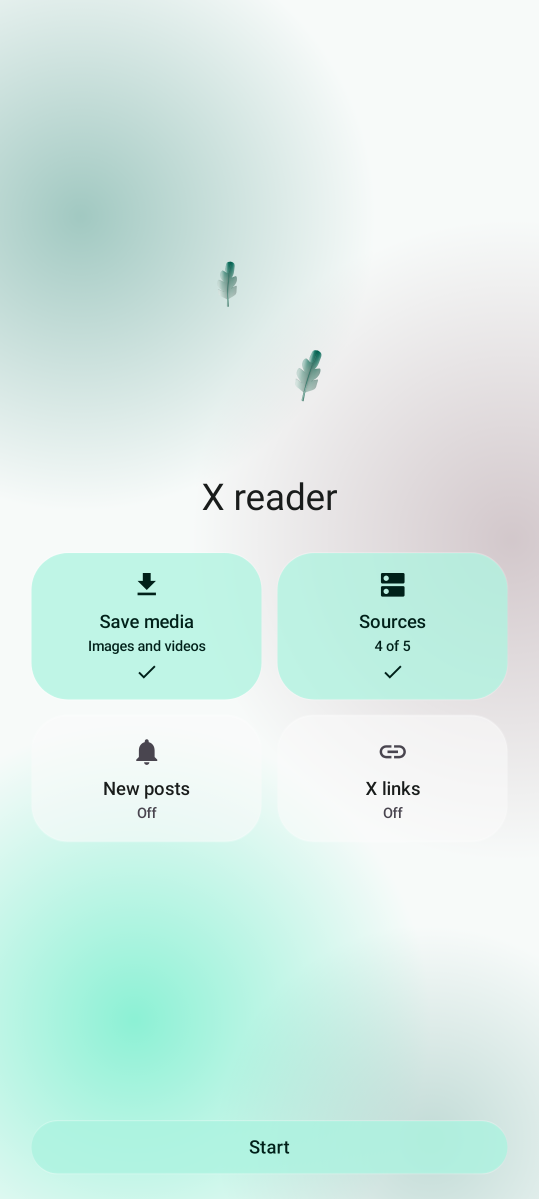 X reader
Save media
Images and videos
Sources
4 of 5
New posts
Off
X links
Off
Start